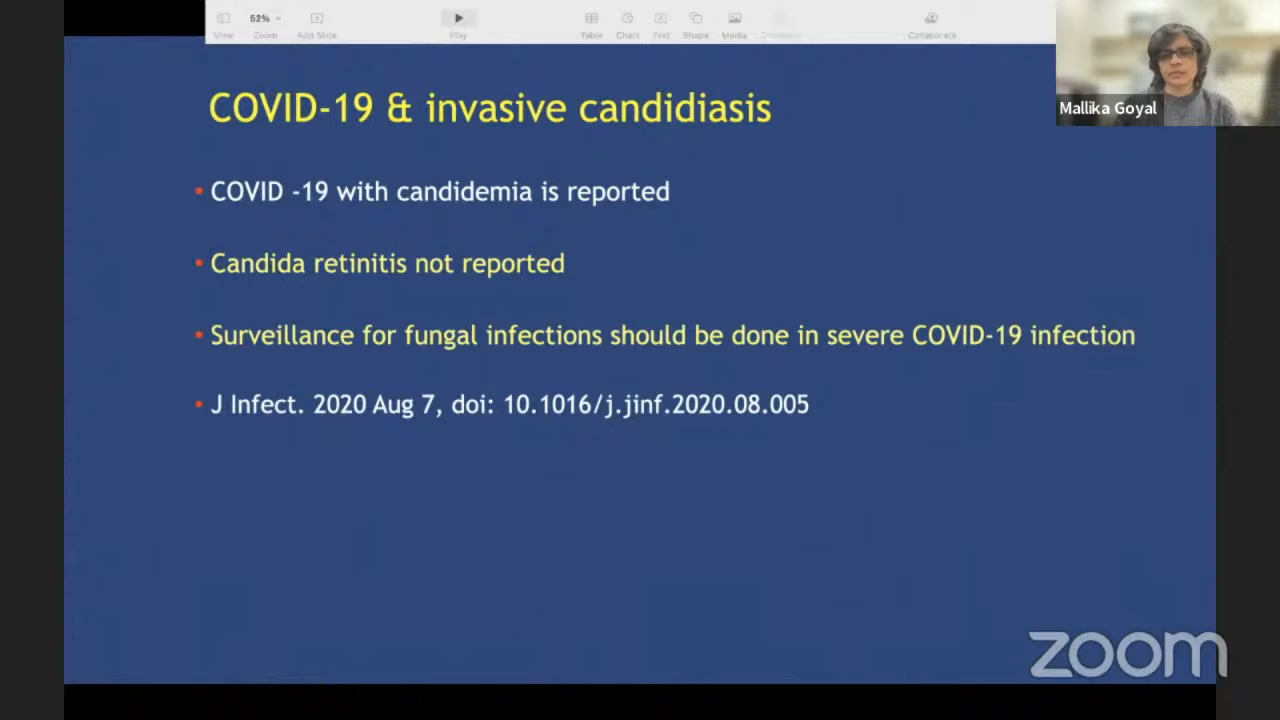 52%
View
Zoom
Add Slide
Play
Table
Chart
Text
Shape
Media
Collaborate
Mallika Goyal
COVID-19 & invasive candidiasis
COVID -19 with candidemia is reported
Candida retinitis not reported
Surveillance for fungal infections should be done in severe COVID-19 infection
J Infect. 2020 Aug 7, doi: 10.1016/j.jinf.2020.08.005
zoom